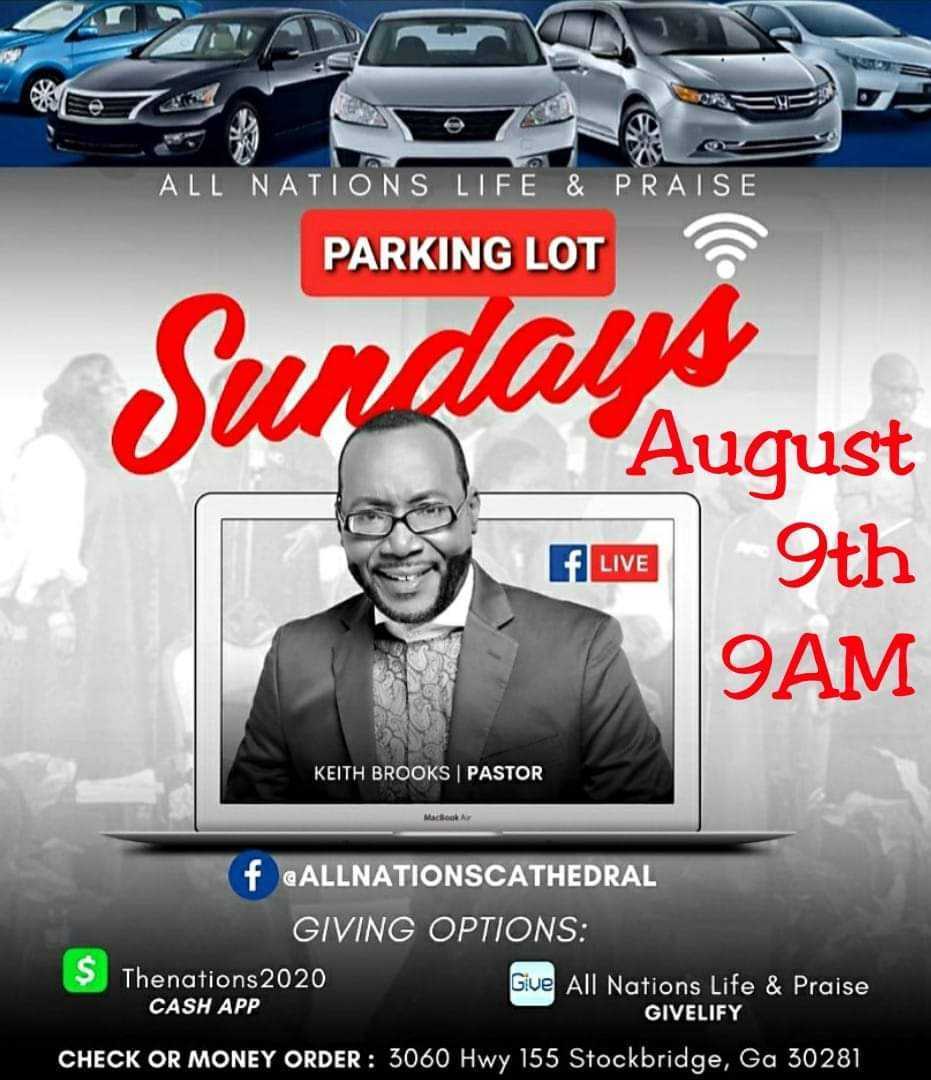 ALL NATIONS LIFE & PRAISE
PARKING LOT
Sundays
August
9th
9AM
f LIVE
KEITH BROOKS | PASTOR
MacBook Air
f @ALLNATIONSCATHEDRAL
GIVING OPTIONS:
$ Thenations2020
CASH APP
Give All Nations Life & Praise
GIVELIFY
CHECK OR MONEY ORDER : 3060 Hwy 155 Stockbridge, Ga 30281